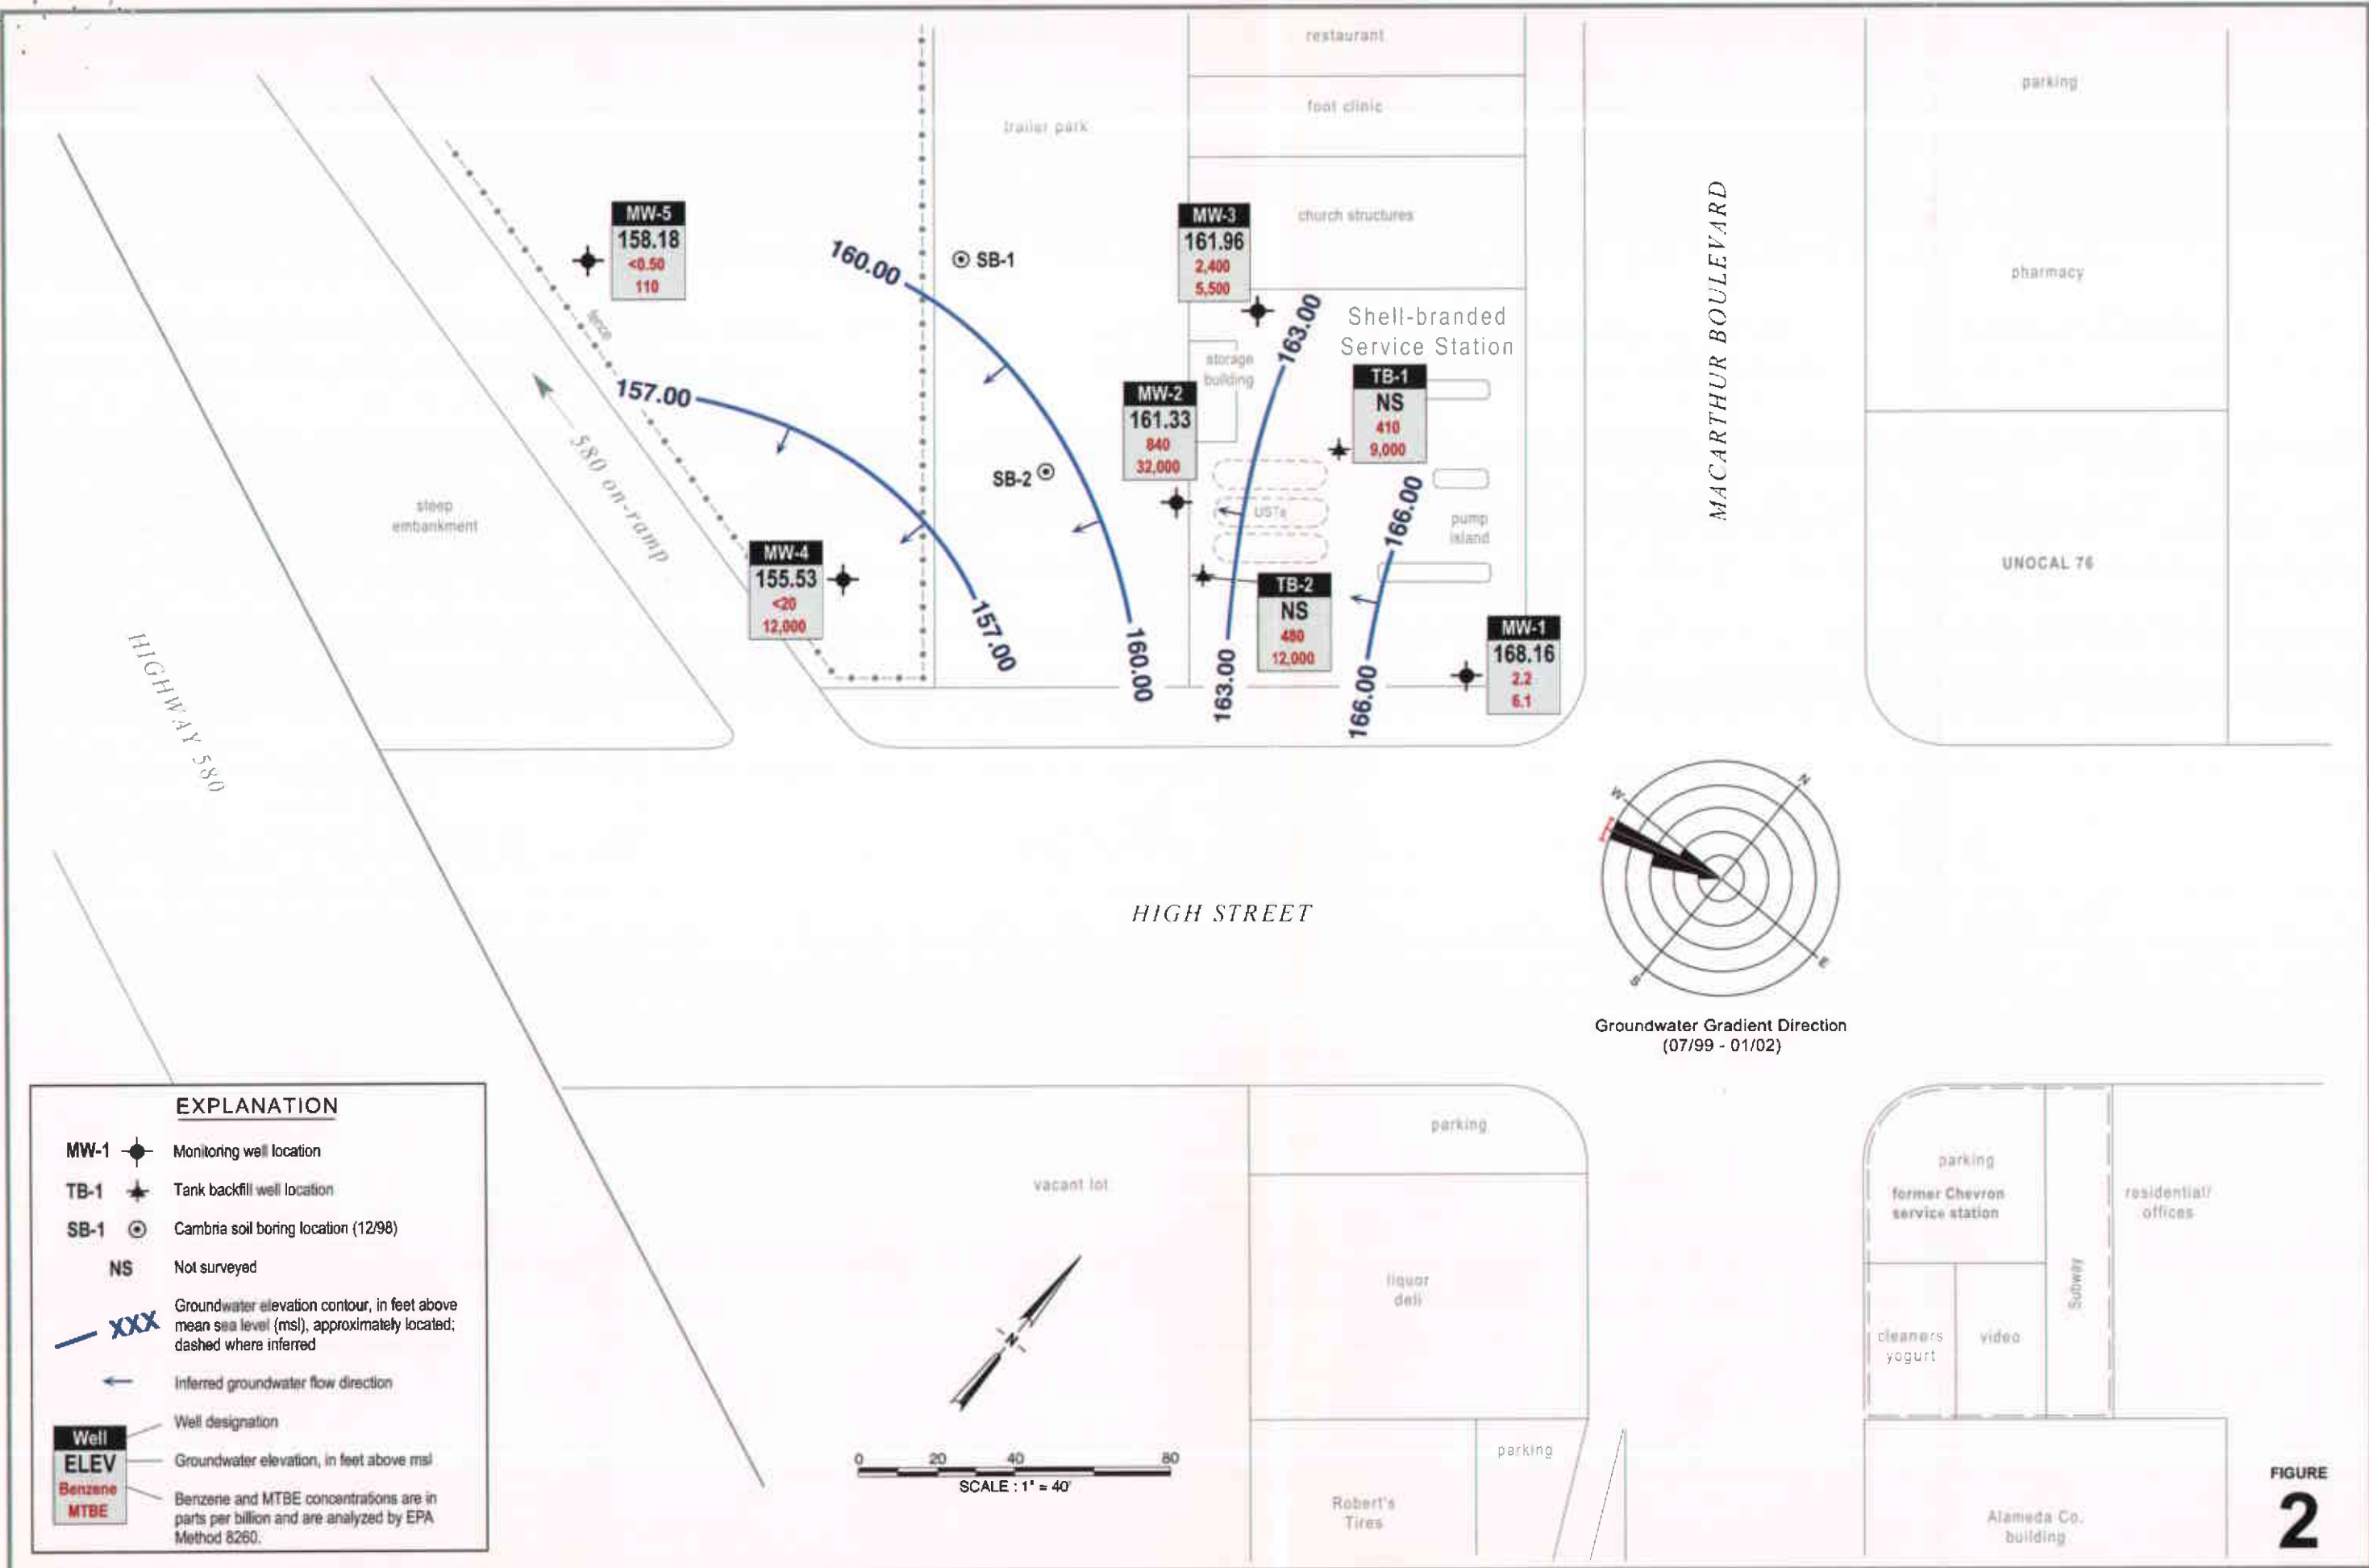 restaurant
foot clinic
trailer park
church structures
parking
pharmacy
UNOCAL 76
MACARTHUR BOULEVARD
MW-5
158.18
<0.50
110
160.00
SB-1
MW-3
161.96
2,400
5,500
163.00
Shell-branded
Service Station
storage
building
fence
157.00
MW-2
161.33
840
32,000
TB-1
NS
410
9,000
580 on-ramp
SB-2
USTs
166.00
pump
island
steep
embankment
MW-4
155.53
<20
12,000
157.00
160.00
163.00
TB-2
NS
480
12,000
166.00
MW-1
168.16
2.2
6.1
HIGHWAY 580
HIGH STREET
N
W
E
S
Groundwater Gradient Direction
(07/99 - 01/02)
EXPLANATION
MW-1 Monitoring well location
TB-1 Tank backfill well location
SB-1 Cambria soil boring location (12/98)
NS Not surveyed
XXX Groundwater elevation contour, in feet above
mean sea level (msl), approximately located;
dashed where inferred
Inferred groundwater flow direction
Well designation
Well
ELEV
Groundwater elevation, in feet above msl
Benzene
MTBE
Benzene and MTBE concentrations are in
parts per billion and are analyzed by EPA
Method 8260.
vacant lot
N
0 20 40 80
SCALE : 1" = 40'
parking
liquor
deli
parking
Robert's
Tires
parking
former Chevron
service station
residential/
offices
Subway
cleaners
yogurt
video
Alameda Co.
building
FIGURE
2